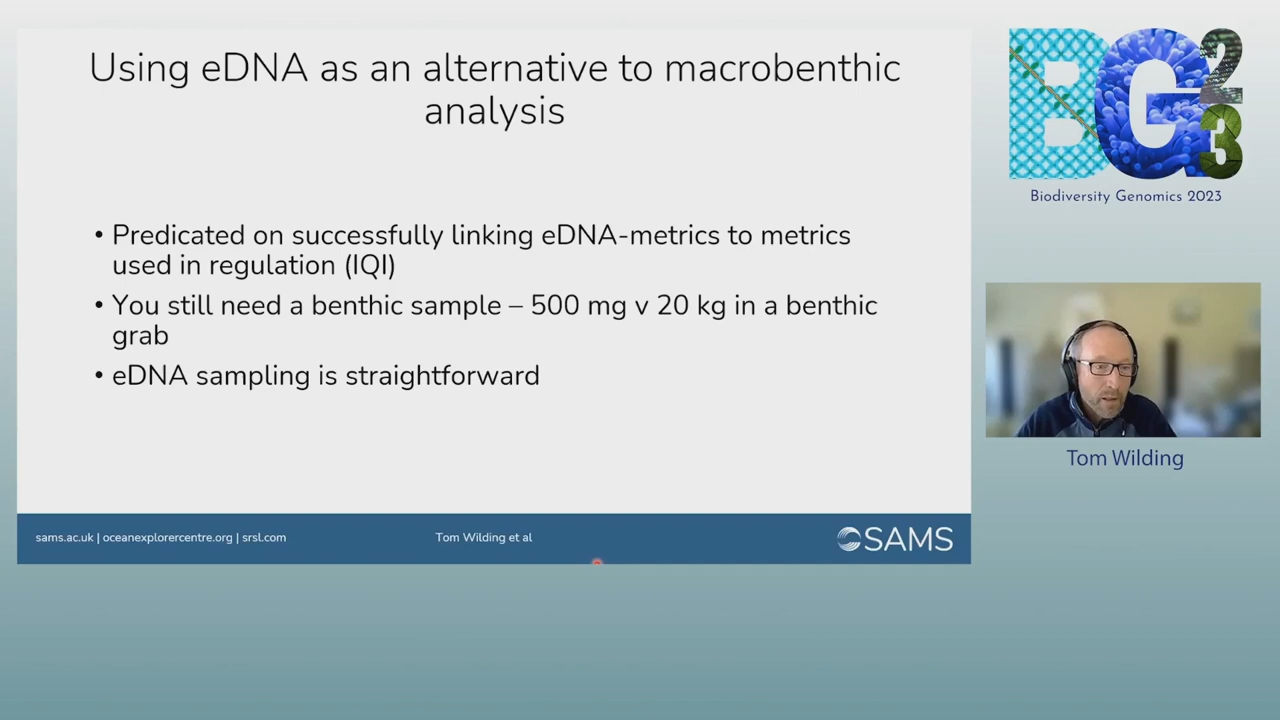 Using eDNA as an alternative to macrobenthic
analysis
• Predicated on successfully linking eDNA-metrics to metrics
used in regulation (IQI)
• You still need a benthic sample – 500 mg v 20 kg in a benthic
grab
• eDNA sampling is straightforward
sams.ac.uk | oceanexplorercentre.org | srsl.com
Tom Wilding et al
SAMS
BG23
Biodiversity Genomics 2023
Tom Wilding